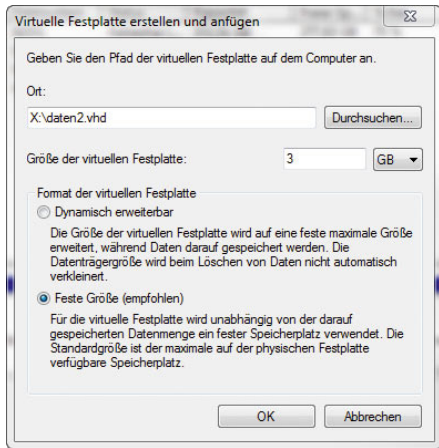 Virtuelle Festplatte erstellen und anfügen
Geben Sie den Pfad der virtuellen Festplatte auf dem Computer an.
Ort:
X:\daten2.vhd
Durchsuchen...
Größe der virtuellen Festplatte:
3
GB
Format der virtuellen Festplatte
Dynamisch erweiterbar
Die Größe der virtuellen Festplatte wird auf eine feste maximale Größe
erweitert, während Daten darauf gespeichert werden. Die
Datenträgergröße wird beim Löschen von Daten nicht automatisch
verkleinert.
Feste Größe (empfohlen)
Für die virtuelle Festplatte wird unabhängig von der darauf
gespeicherten Datenmenge ein fester Speicherplatz verwendet. Die
Standardgröße ist der maximale auf der physischen Festplatte
verfügbare Speicherplatz.
OK
Abbrechen